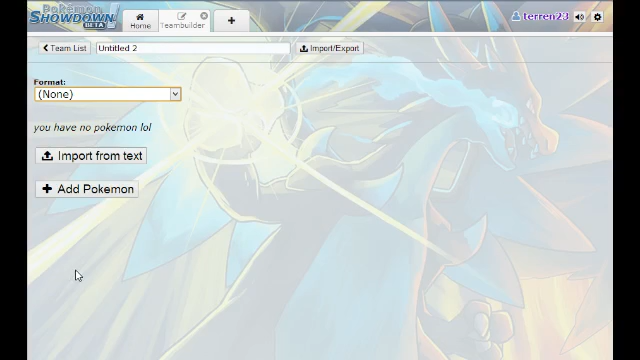 Pokémon
SHOWDOWN!
BETA
Home
Teambuilder
terren23
Team List
Untitled 2
Import/Export
Format:
(None)
you have no pokemon lol
Import from text
Add Pokemon